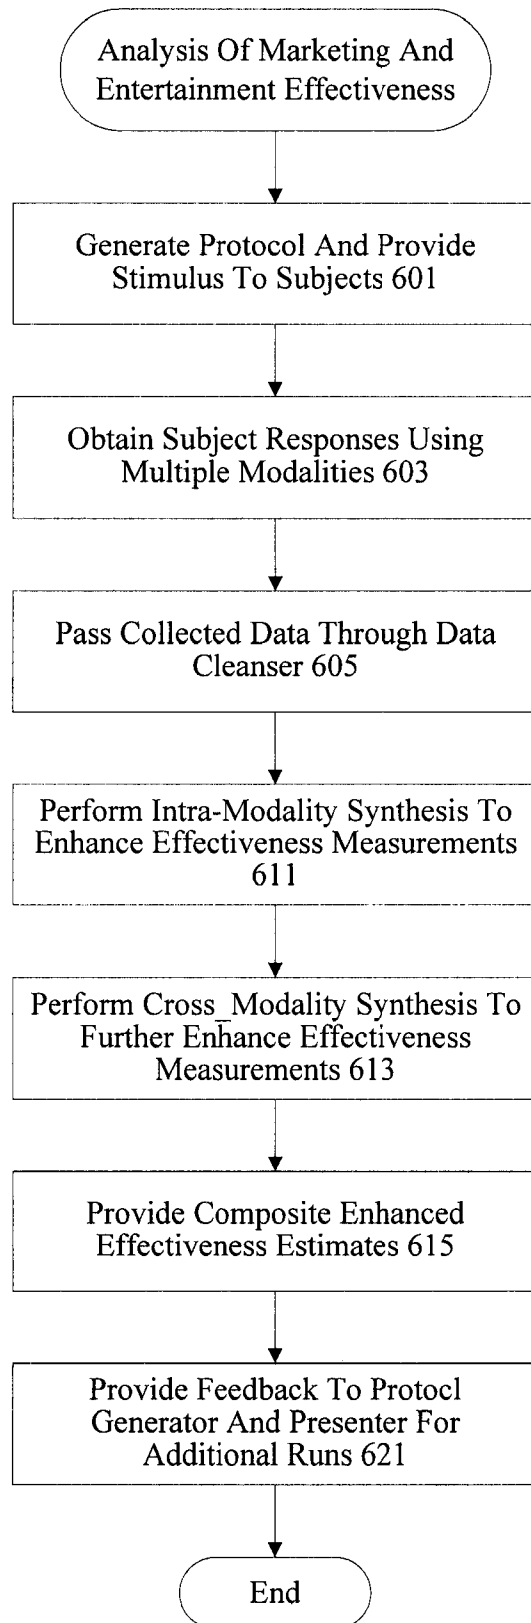 Analysis Of Marketing And
Entertainment Effectiveness
Generate Protocol And Provide
Stimulus To Subjects 601
Obtain Subject Responses Using
Multiple Modalities 603
Pass Collected Data Through Data
Cleanser 605
Perform Intra-Modality Synthesis To
Enhance Effectiveness Measurements
611
Perform Cross_Modality Synthesis To
Further Enhance Effectiveness
Measurements 613
Provide Composite Enhanced
Effectiveness Estimates 615
Provide Feedback To Protocl
Generator And Presenter For
Additional Runs 621
End